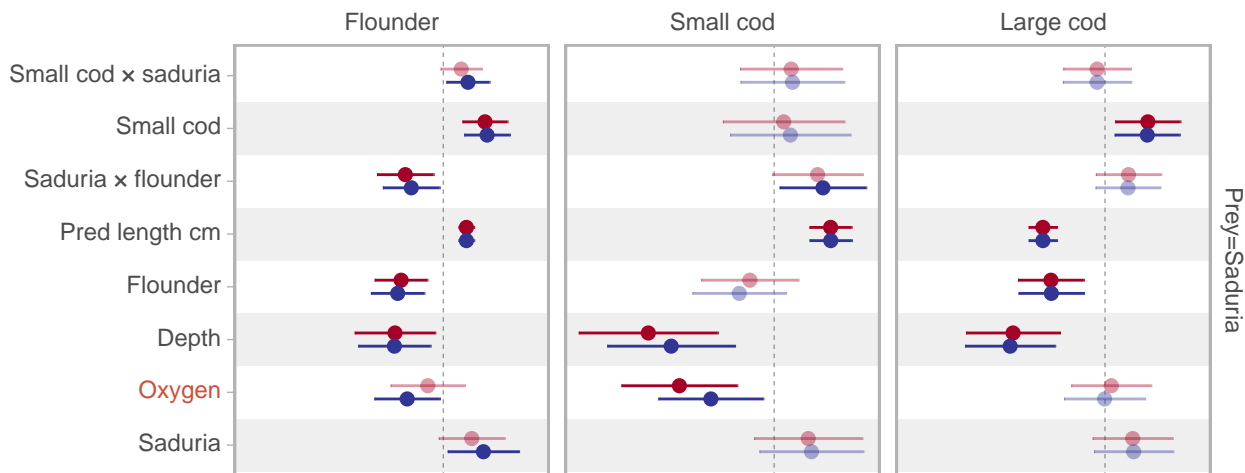 Flounder Small cod Large cod
Small cod × saduria
Small cod
Saduria × flounder
Pred length cm
Flounder
Depth
Oxygen
Saduria
Prey=Saduria